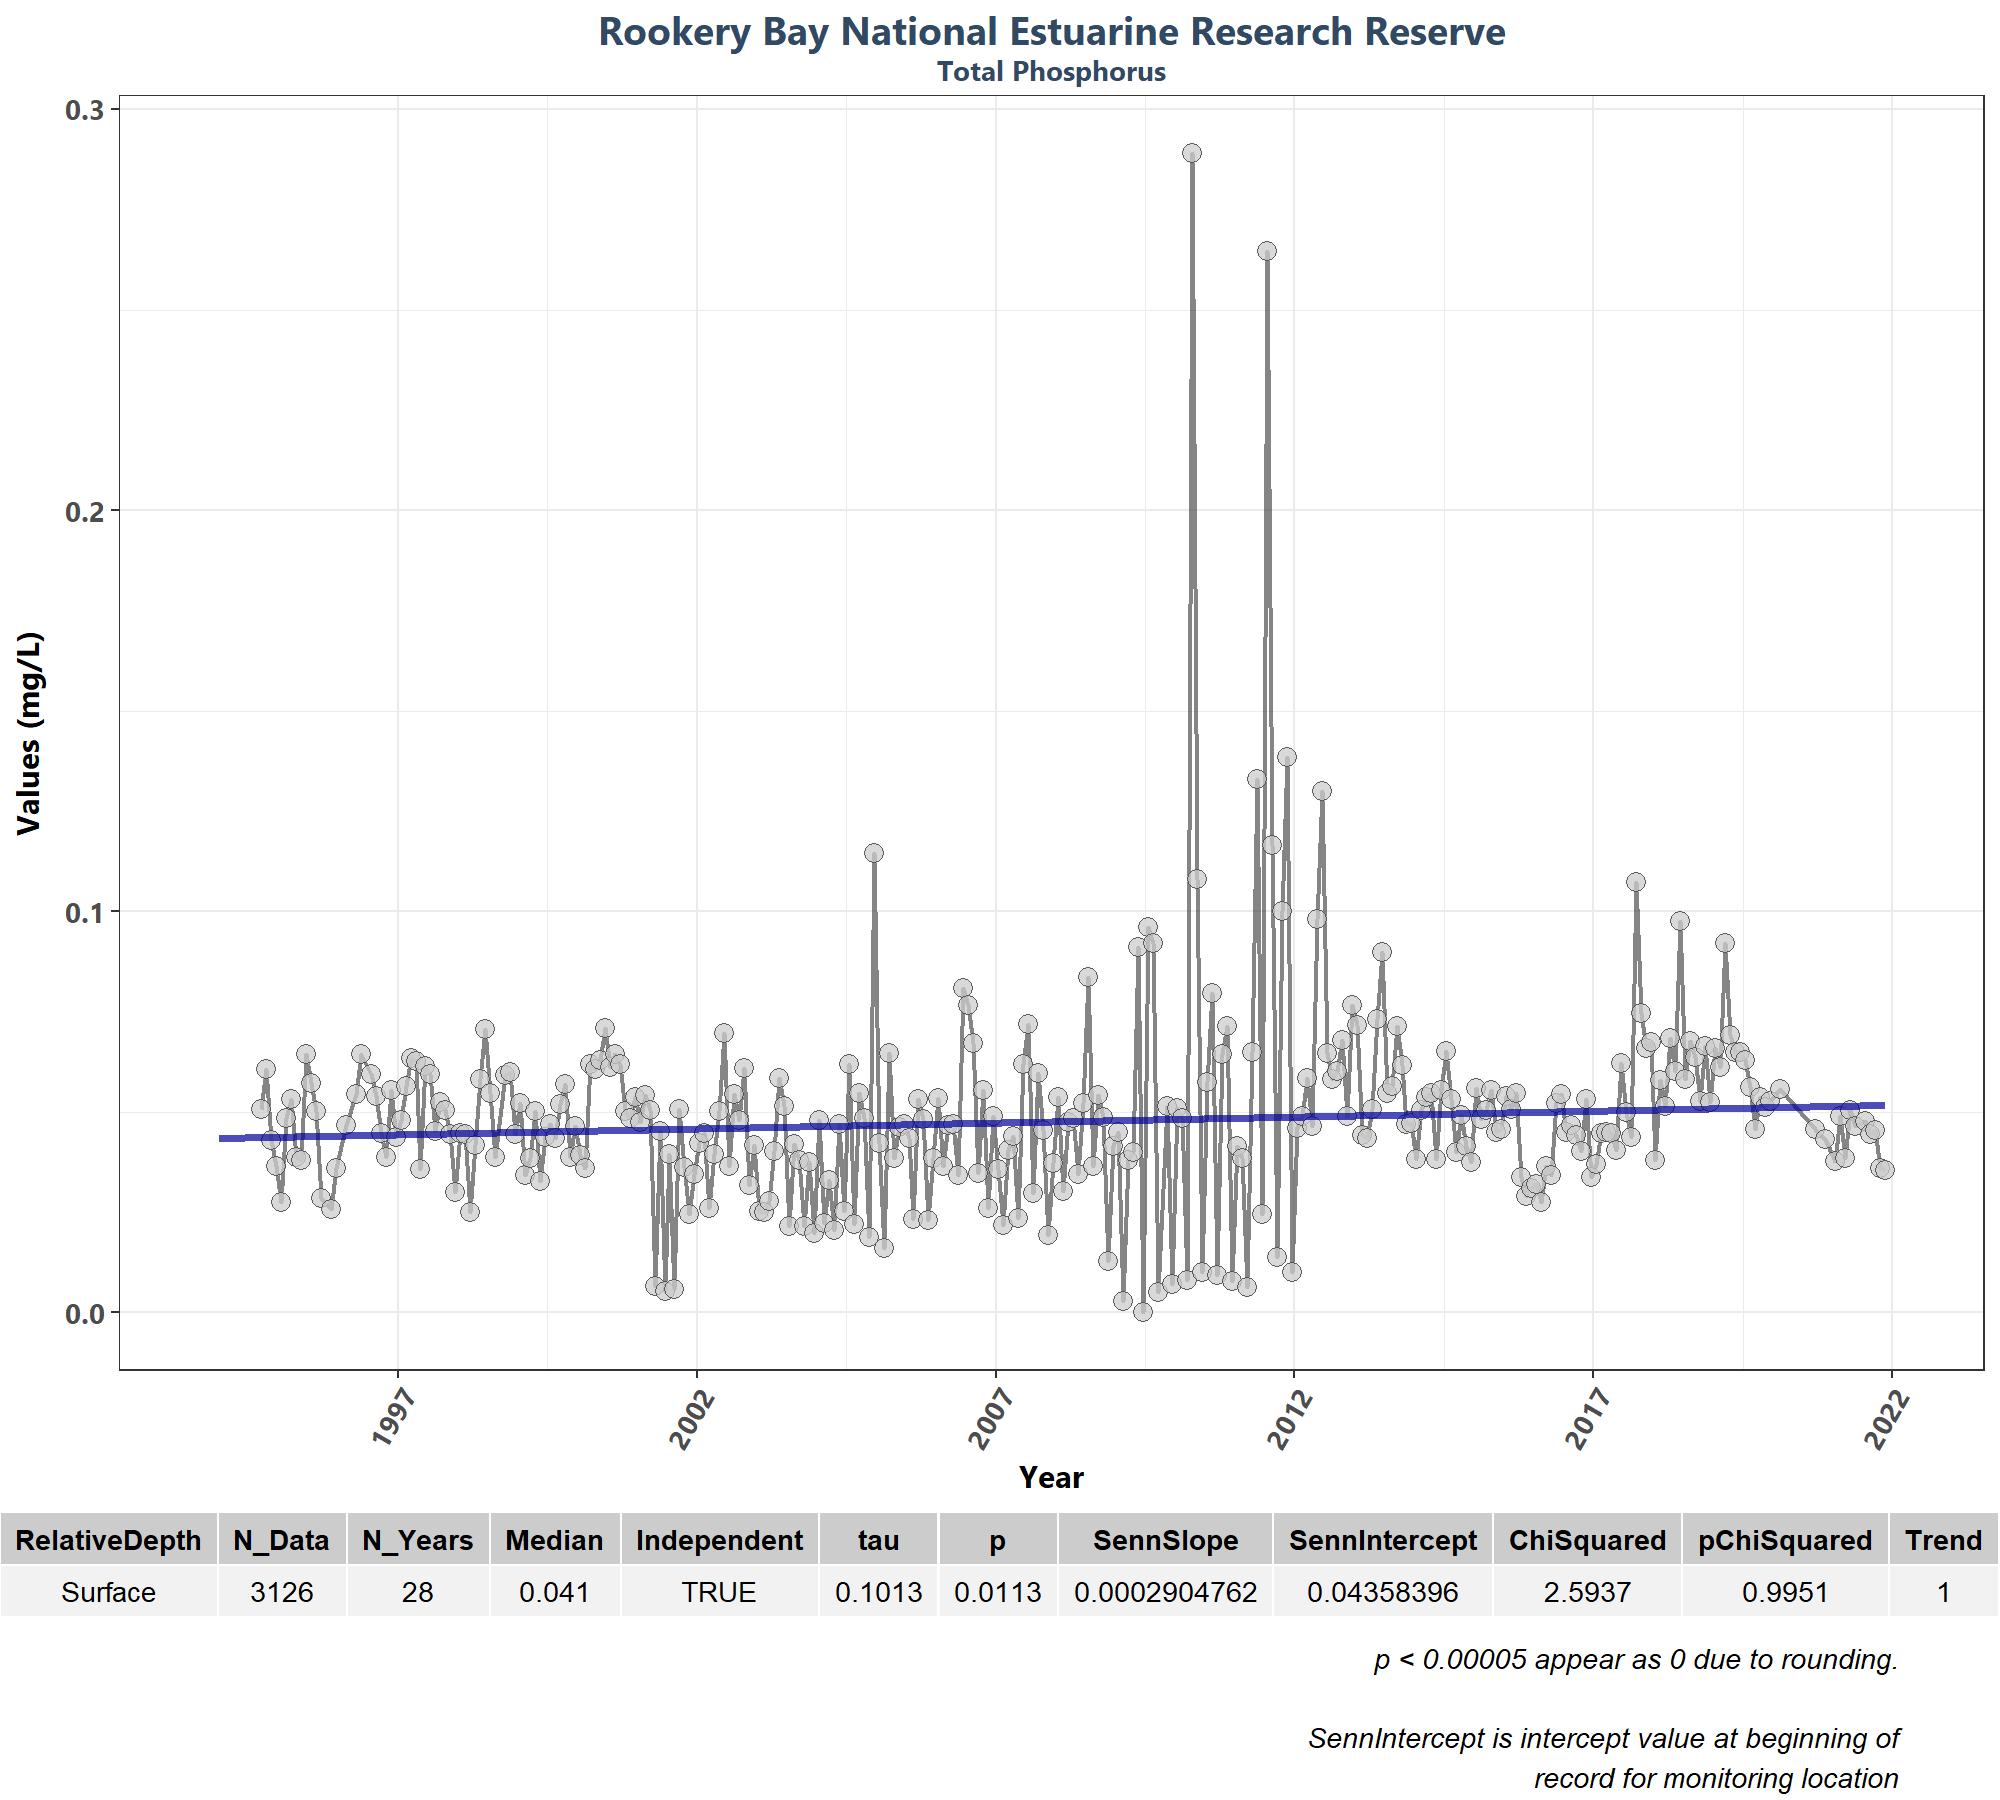 Rookery Bay National Estuarine Research Reserve
Total Phosphorus
0.3
0.2
0.1
0.0
Values (mg/L)
1997 2002 2007 2012 2017 2022
Year
RelativeDepth N_Data N_Years Median Independent tau p SennSlope SennIntercept ChiSquared pChiSquared Trend
Surface 3126 28 0.041 TRUE 0.1013 0.0113 0.0002904762 0.04358396 2.5937 0.9951 1
p < 0.00005 appear as 0 due to rounding.
SennIntercept is intercept value at beginning of
record for monitoring location